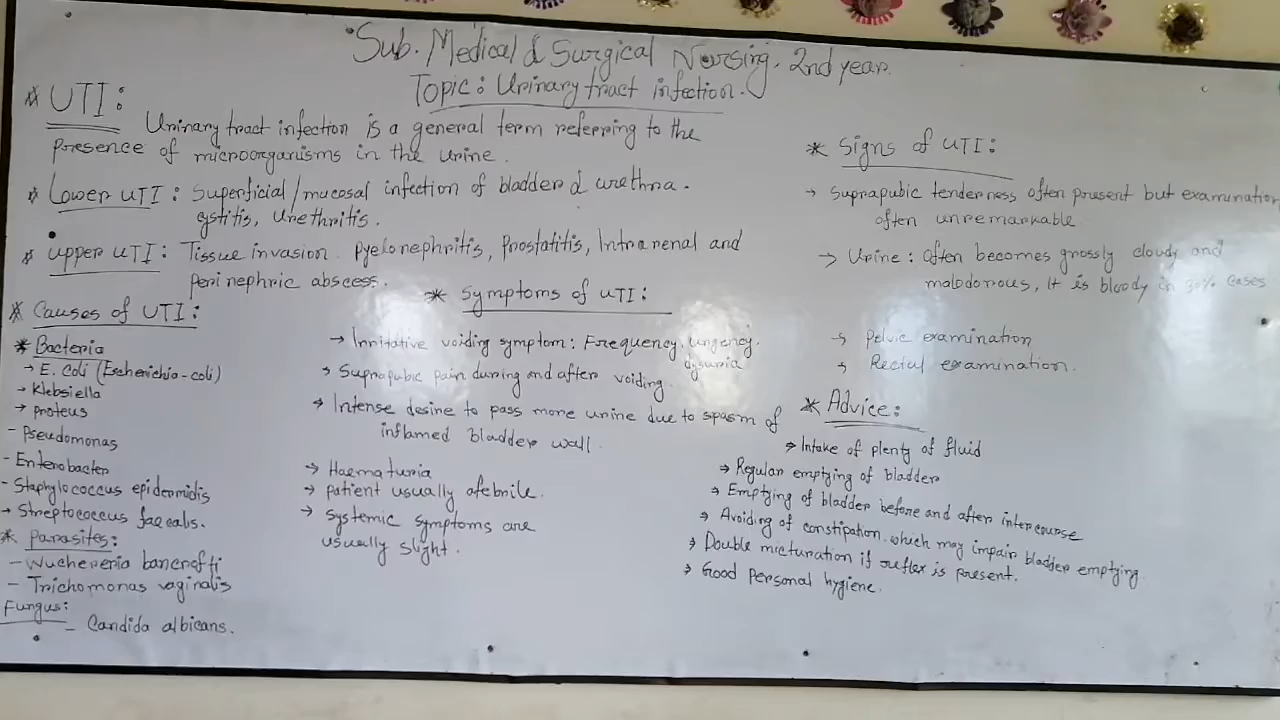 Sub. Medical & Surgical Nursing. 2nd year.
Topic: Urinary tract infection.
* UTI:
Urinary tract infection is a general term referring to the
presence of microorganisms in the urine.
* Lower UTI: Superficial/mucosal infection of bladder & urethra.
cystitis, Urethritis.
* Upper UTI: Tissue invasion. Pyelonephritis, Prostatitis, Intrarenal and
perinephric abscess.
* Causes of UTI:
* Bacteria
→ E. Coli (Escherichia-coli)
→ Klebsiella
→ Proteus
- Pseudomonas
- Enterobacter
- Staphylococcus epidermidis
→ Streptococcus faecalis.
* Parasites:
- Wuchereria bancrofti
- Trichomonas vaginalis
Fungus:
- Candida albicans.
* Symptoms of UTI:
→ Irritative voiding symptom: Frequency, urgency,
dysuria
→ Suprapubic pain during and after voiding.
→ Intense desire to pass more urine due to spasm of
inflamed bladder wall.
→ Haematuria
→ patient usually afebrile.
→ systemic symptoms are
usually slight.
* Signs of UTI:
→ Suprapubic tenderness often present but examination
often unremarkable.
→ Urine: often becomes grossly cloudy and
malodorous, It is bloody in 30% cases
→ Pelvic examination
→ Rectal examination.
* Advice:
→ Intake of plenty of fluid
→ Regular emptying of bladder
→ Emptying of bladder before and after intercourse
→ Avoiding of constipation, which may impair bladder emptying
→ Double micturation if reflex is present.
→ Good personal hygiene.